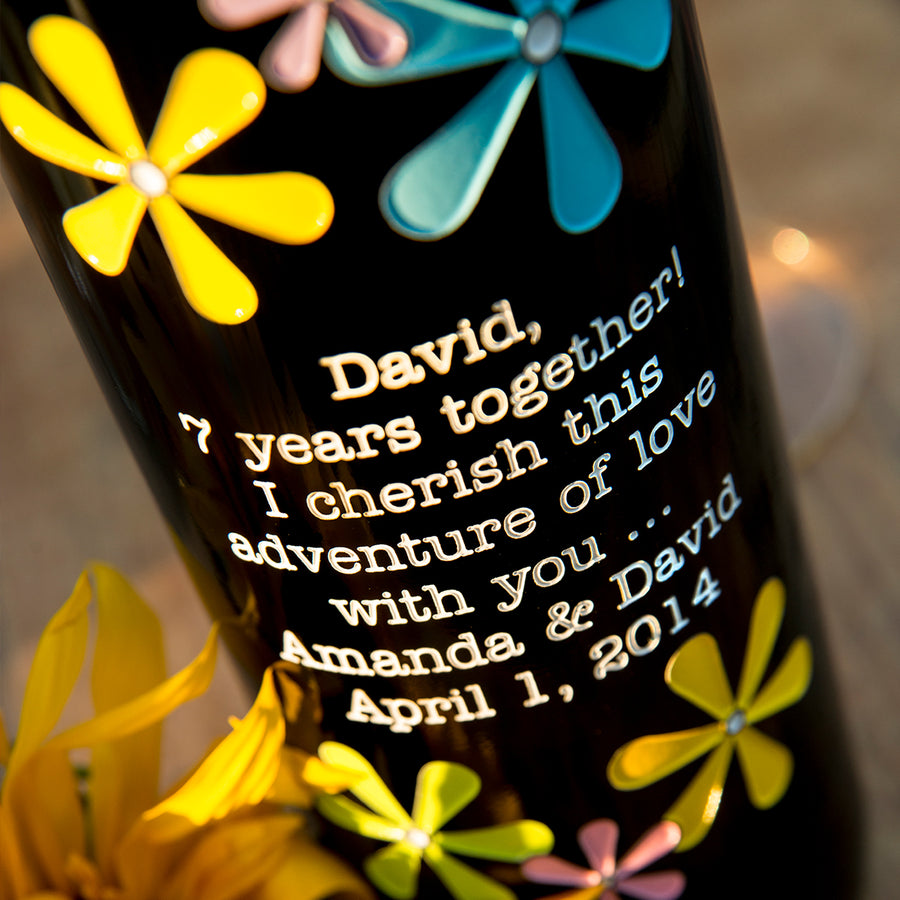 David,
7 years together!
I cherish this
adventure of love
with you ...
Amanda & David
April 1, 2014